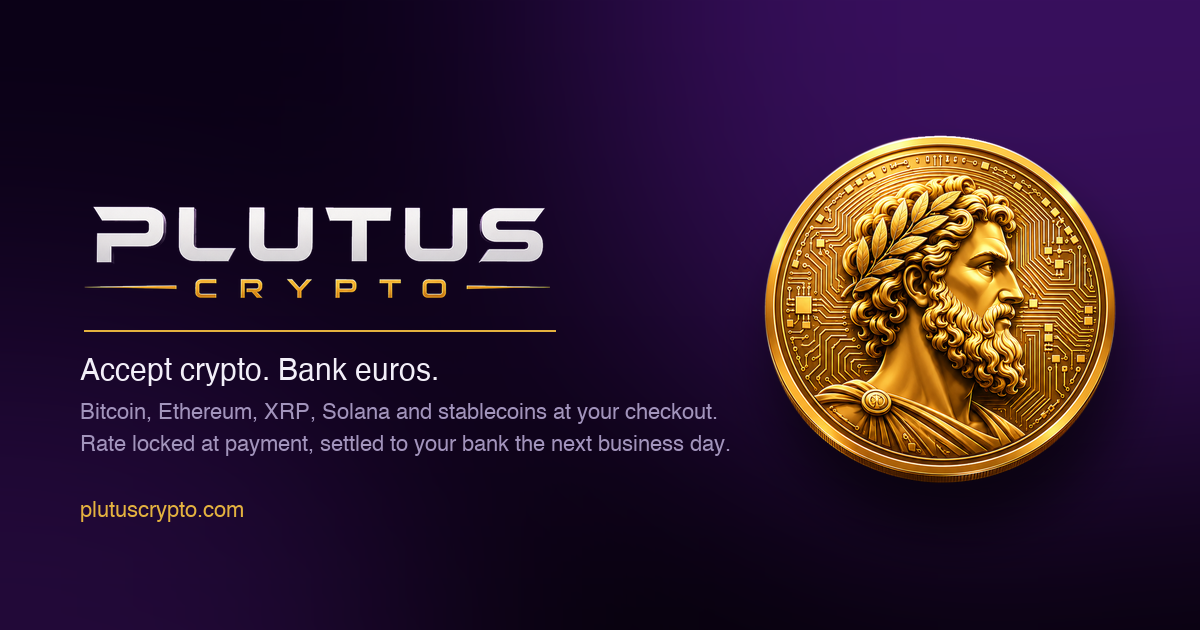 PLUTUS
CRYPTO
Accept crypto. Bank euros.
Bitcoin, Ethereum, XRP, Solana and stablecoins at your checkout.
Rate locked at payment, settled to your bank the next business day.
plutuscrypto.com